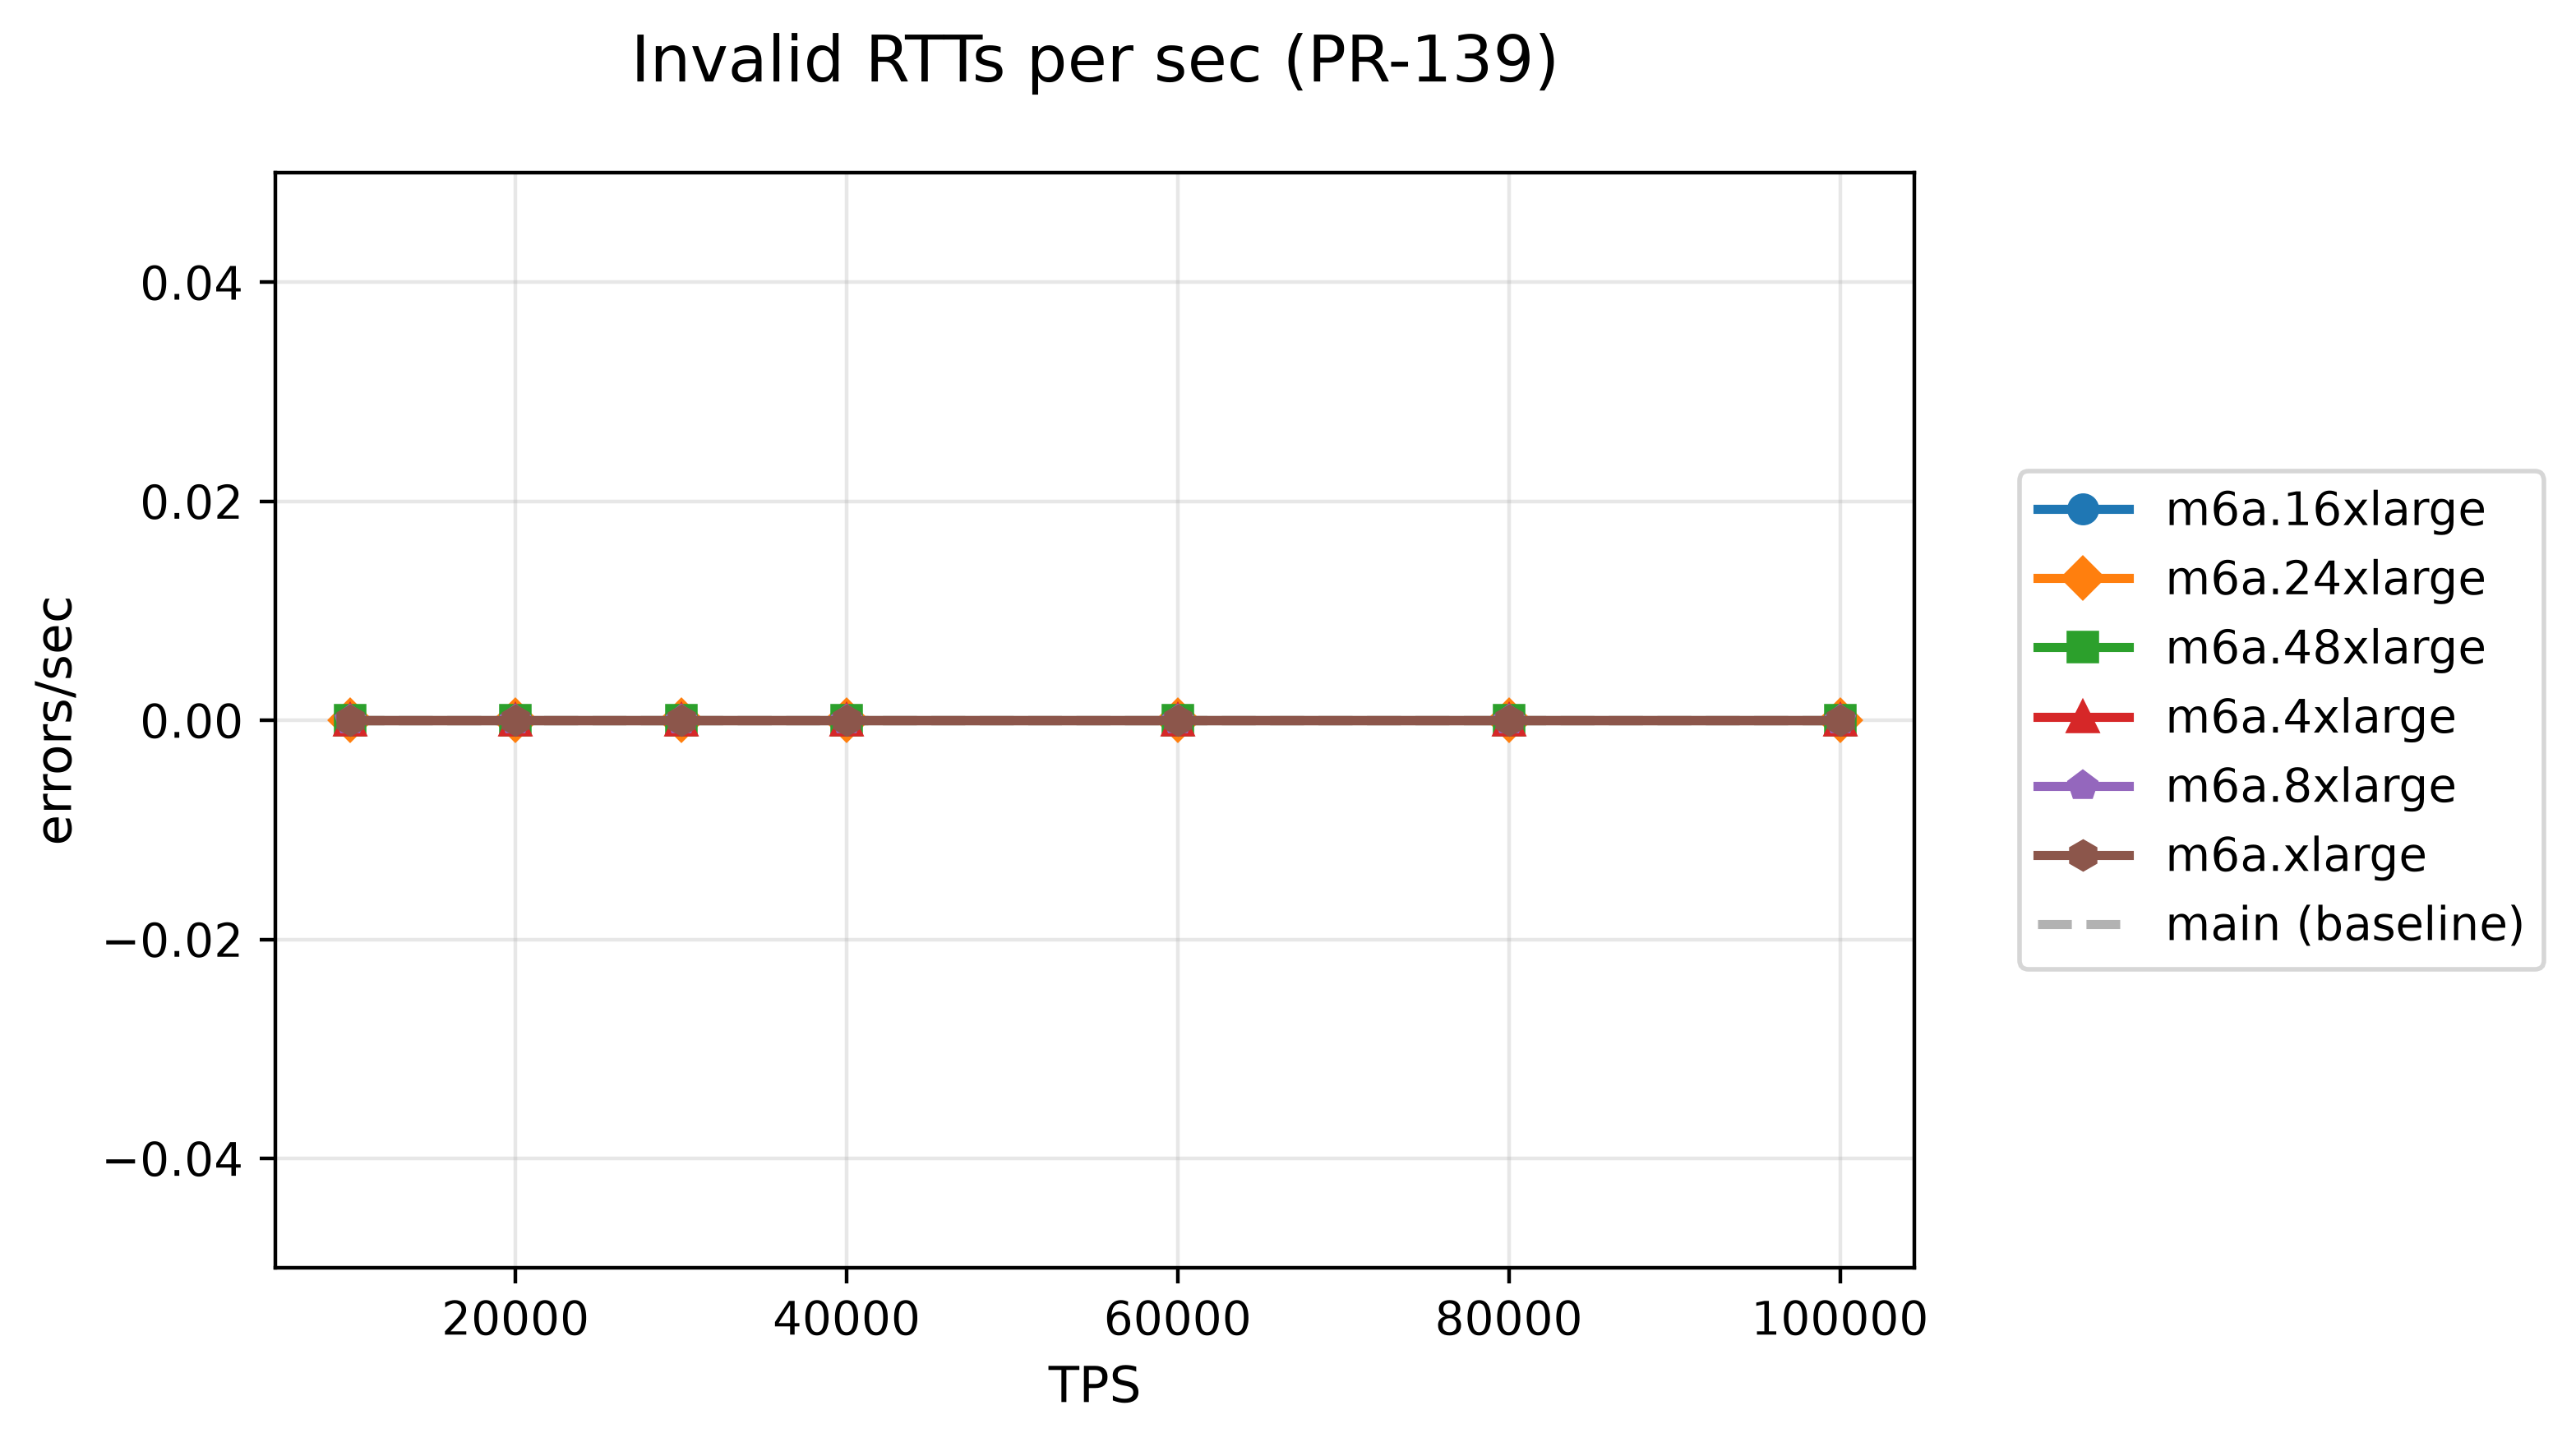 Invalid RTTs per sec (PR-139)
errors/sec
0.04
0.02
0.00
−0.02
−0.04
20000
40000
60000
80000
100000
TPS
m6a.16xlarge
m6a.24xlarge
m6a.48xlarge
m6a.4xlarge
m6a.8xlarge
m6a.xlarge
main (baseline)